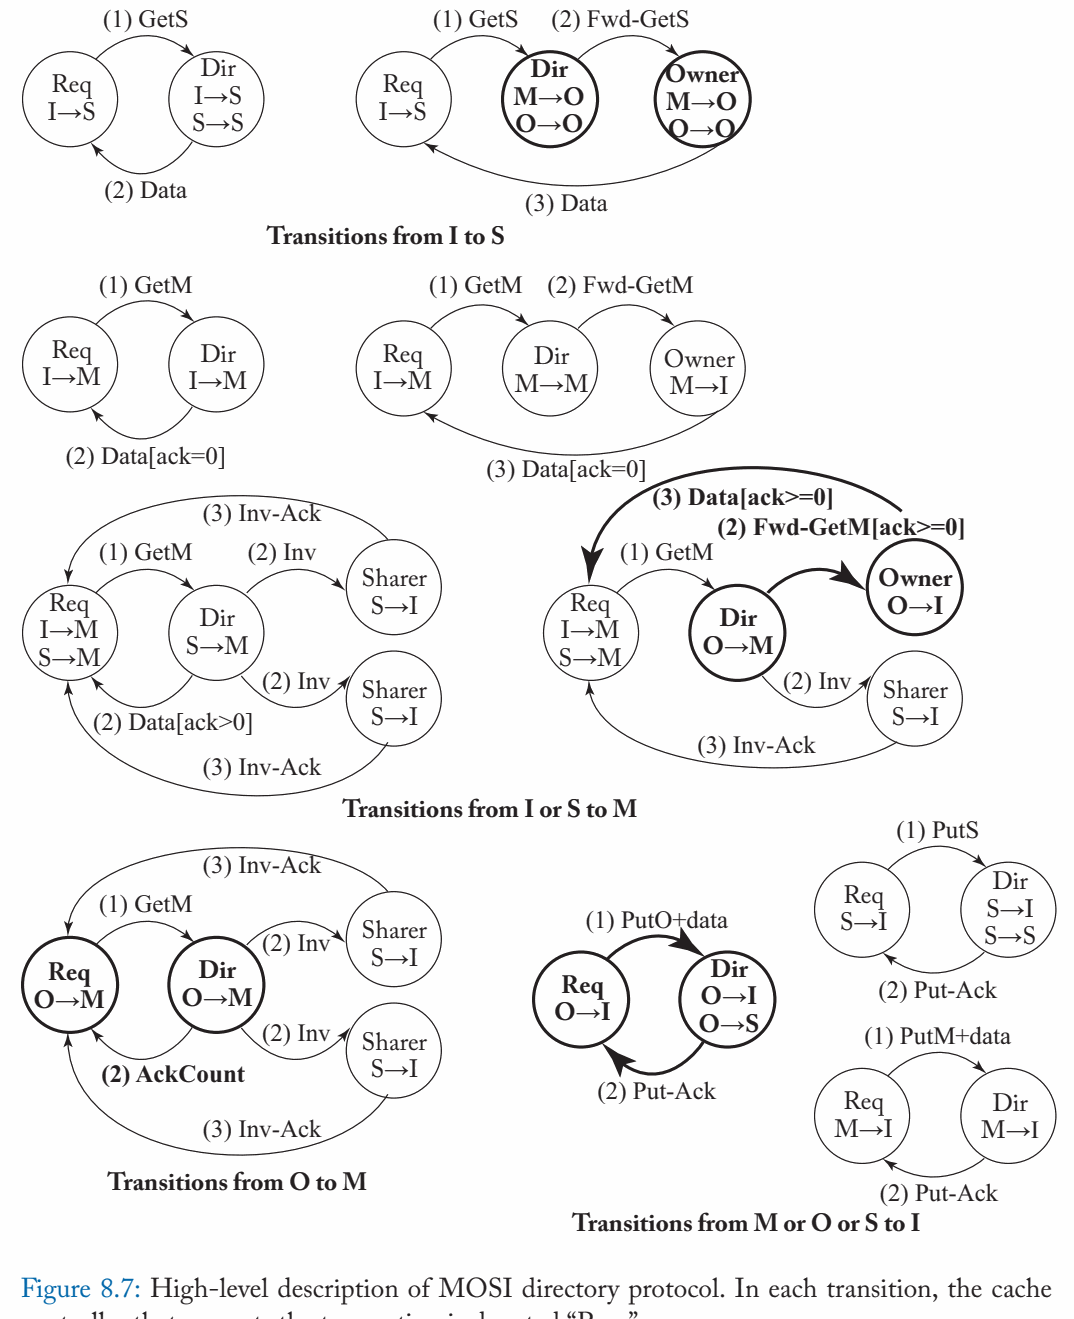 (1) GetS
Req
I→S
Dir
I→S
S→S
(2) Data
(1) GetS
(2) Fwd-GetS
Req
I→S
Dir
M→O
O→O
Owner
M→O
O→O
(3) Data
Transitions from I to S
(1) GetM
Req
I→M
Dir
I→M
(2) Data[ack=0]
(1) GetM
(2) Fwd-GetM
Req
I→M
Dir
M→M
Owner
M→I
(3) Data[ack=0]
(3) Inv-Ack
(1) GetM
(2) Inv
Sharer
S→I
Req
I→M
S→M
Dir
S→M
(2) Inv
Sharer
S→I
(2) Data[ack>0]
(3) Inv-Ack
(3) Data[ack>=0]
(2) Fwd-GetM[ack>=0]
(1) GetM
Owner
O→I
Req
I→M
S→M
Dir
O→M
(2) Inv
Sharer
S→I
(3) Inv-Ack
Transitions from I or S to M
(3) Inv-Ack
(1) GetM
(2) Inv
Sharer
S→I
Req
O→M
Dir
O→M
(2) Inv
Sharer
S→I
(2) AckCount
(3) Inv-Ack
Transitions from O to M
(1) PutO+data
Req
O→I
Dir
O→I
O→S
(2) Put-Ack
(1) PutS
Req
S→I
Dir
S→I
S→S
(2) Put-Ack
(1) PutM+data
Req
M→I
Dir
M→I
(2) Put-Ack
Transitions from M or O or S to I
Figure 8.7: High-level description of MOSI directory protocol. In each transition, the cache